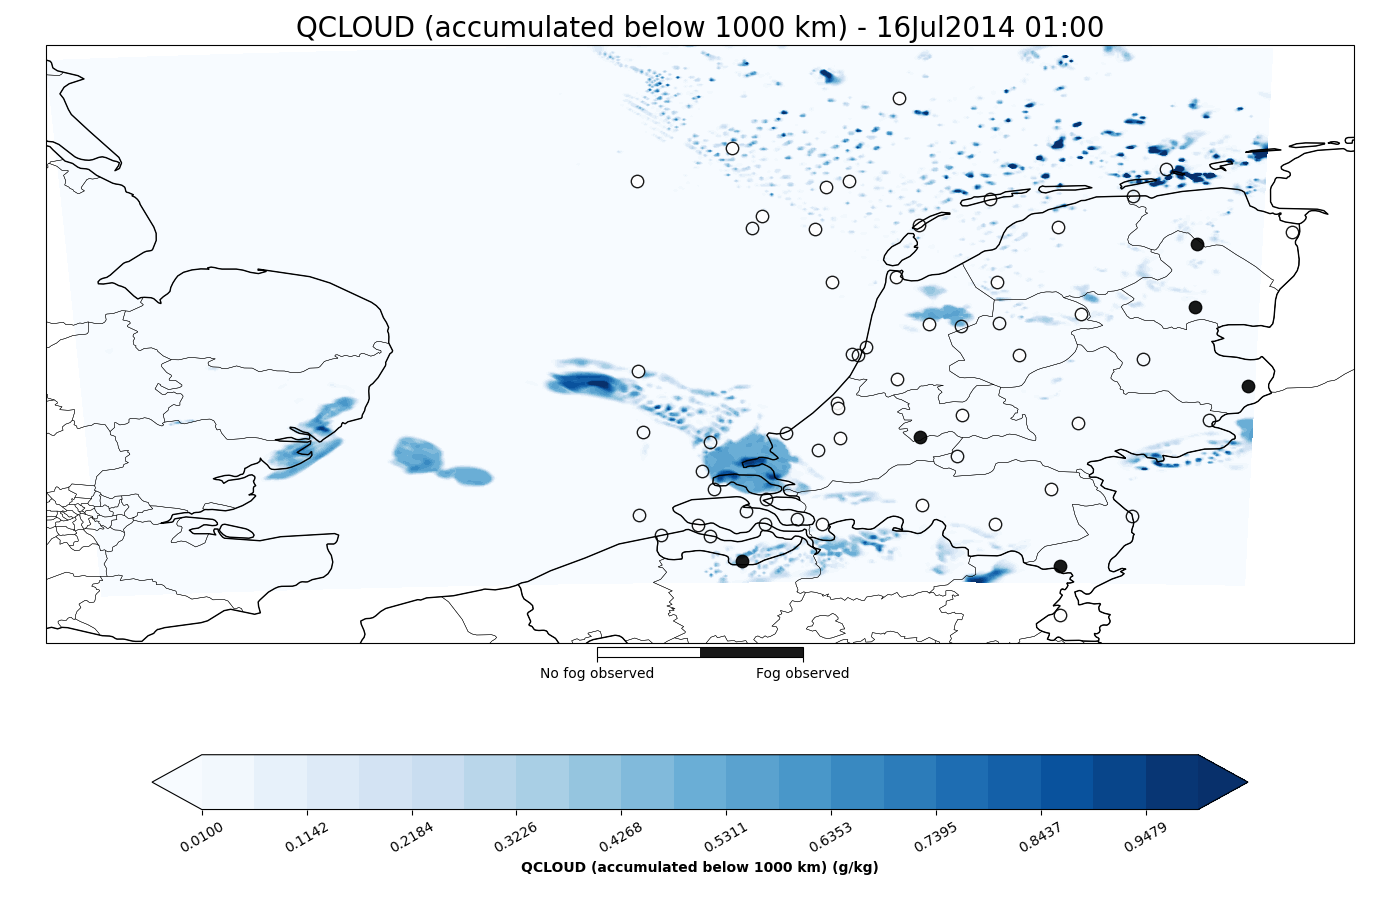 QCLOUD (accumulated below 1000 km) - 16Jul2014 01:00
No fog observed Fog observed
0.0100 0.1142 0.2184 0.3226 0.4268 0.5311 0.6353 0.7395 0.8437 0.9479
QCLOUD (accumulated below 1000 km) (g/kg)